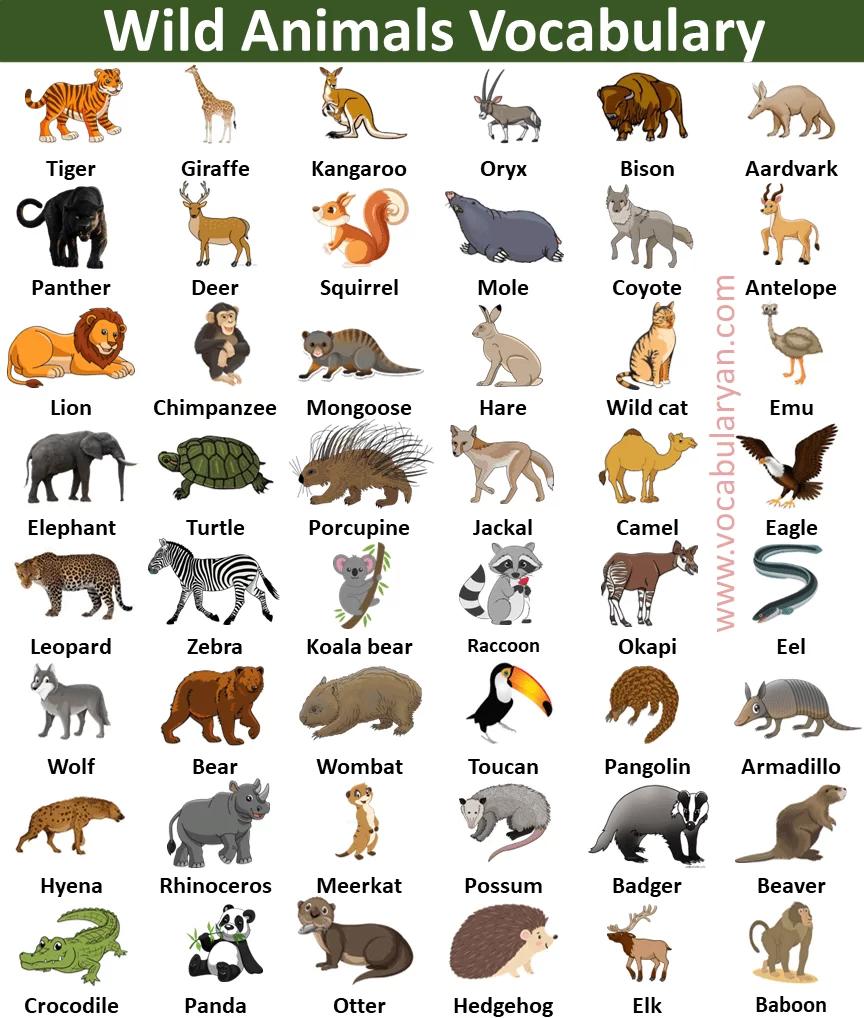 Wild Animals Vocabulary
Tiger Giraffe Kangaroo Oryx Bison Aardvark
Panther Deer Squirrel Mole Coyote Antelope
Lion Chimpanzee Mongoose Hare Wild cat Emu
Elephant Turtle Porcupine Jackal Camel Eagle
Leopard Zebra Koala bear Raccoon Okapi Eel
Wolf Bear Wombat Toucan Pangolin Armadillo
Hyena Rhinoceros Meerkat Possum Badger Beaver
Crocodile Panda Otter Hedgehog Elk Baboon
www.vocabularyan.com